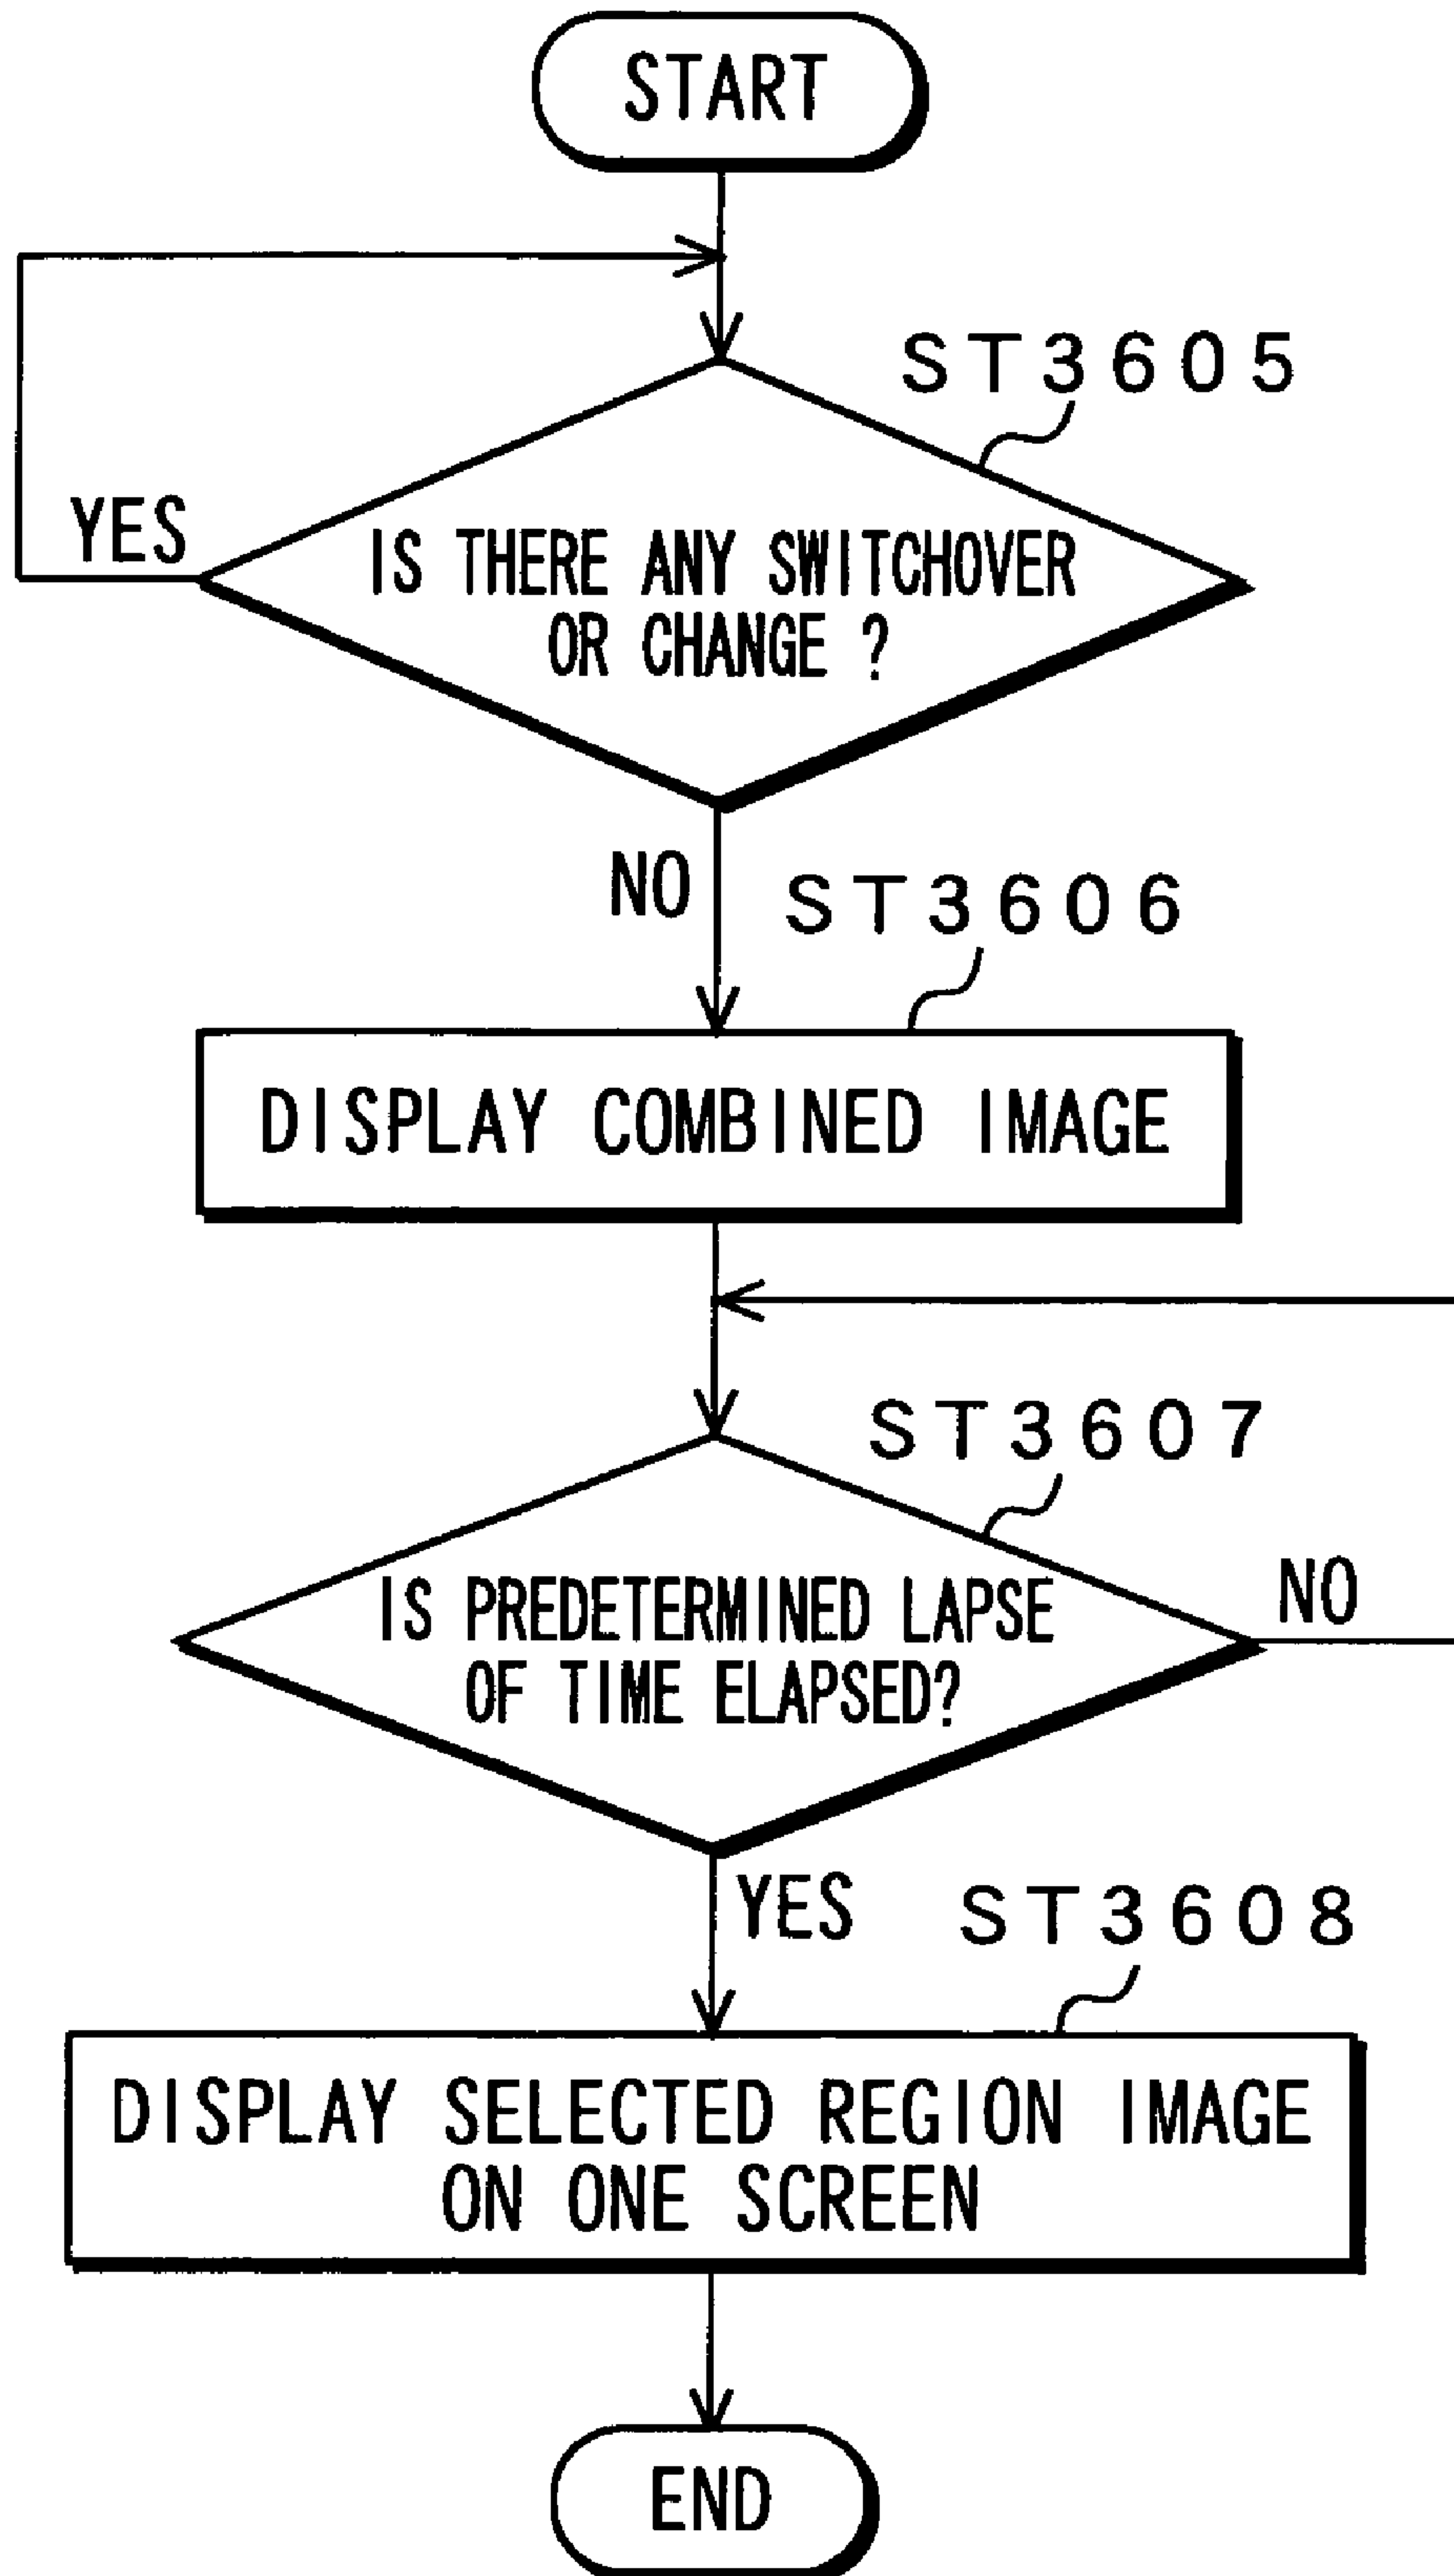 START
ST3605
YES
IS THERE ANY SWITCHOVER
OR CHANGE ?
NO
ST3606
DISPLAY COMBINED IMAGE
ST3607
IS PREDETERMINED LAPSE
OF TIME ELAPSED?
NO
YES
ST3608
DISPLAY SELECTED REGION IMAGE
ON ONE SCREEN
END